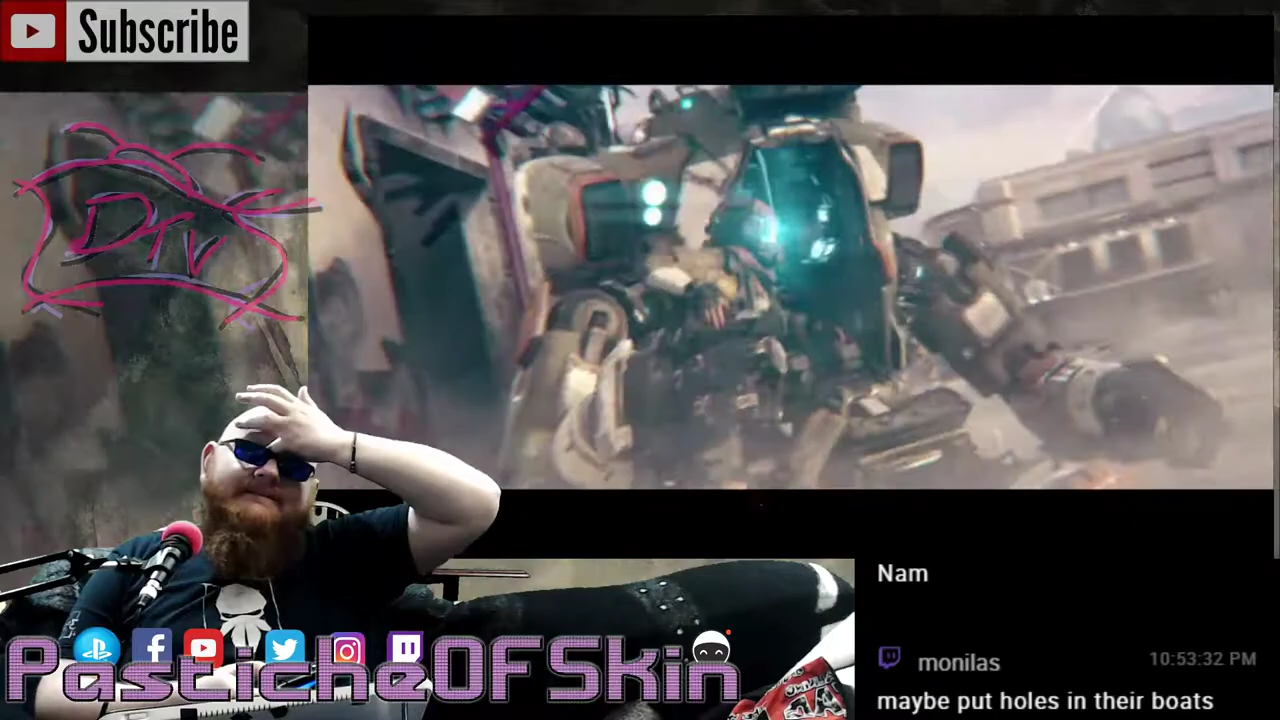 Subscribe
DTV
Nam
monilas
10:53:32 PM
maybe put holes in their boats
PasticheOFSkin